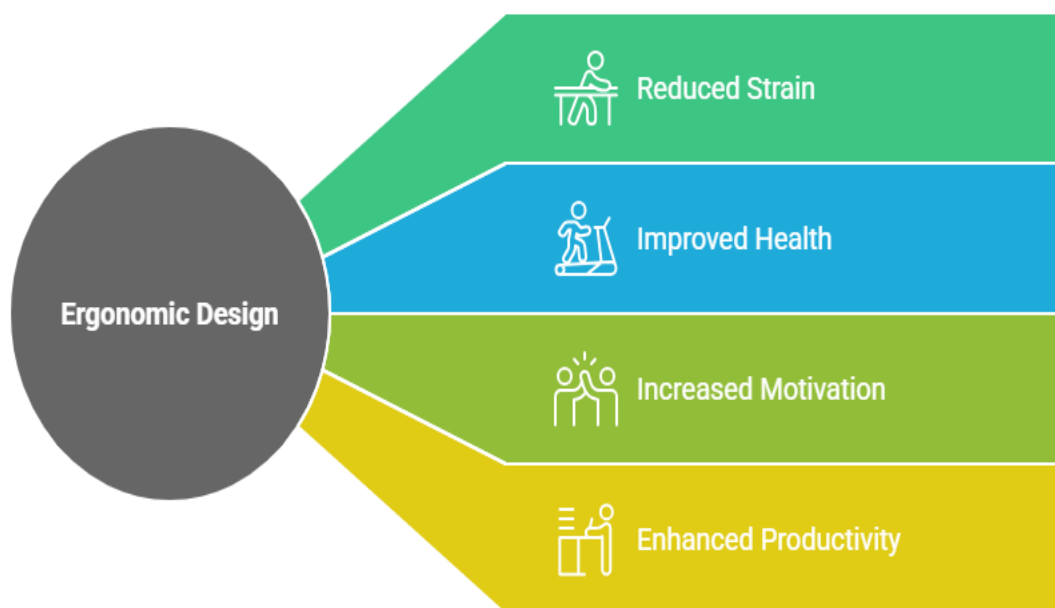 Reduced Strain
Improved Health
Ergonomic Design
Increased Motivation
Enhanced Productivity